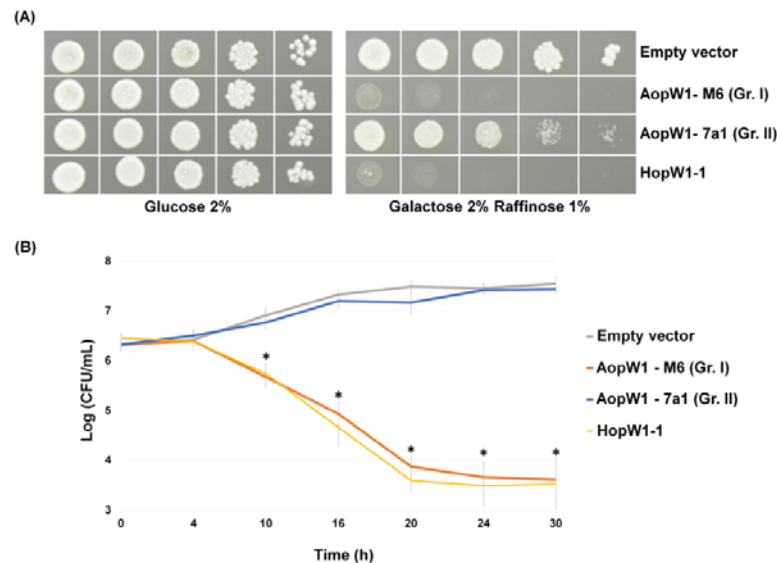 (A)
Empty vector
AopW1- M6 (Gr. I)
AopW1- 7a1 (Gr. II)
HopW1-1
Glucose 2%
Galactose 2% Raffinose 1%
(B)
8
7
6
5
4
3
Log (CFU/mL)
* * * * *
0 4 10 16 20 24 30
Time (h)
Empty vector
AopW1 - M6 (Gr. I)
AopW1 - 7a1 (Gr. II)
HopW1-1